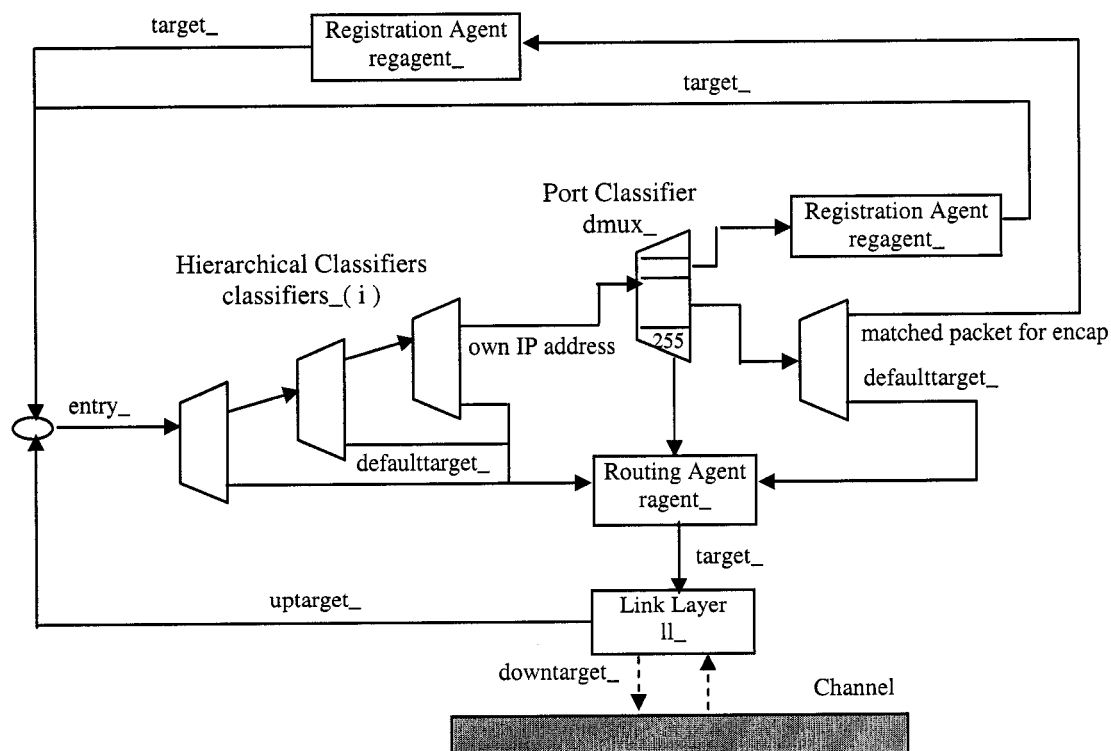 target_
Registration Agent
regagent_
target_
Port Classifier
dmux_
Registration Agent
regagent_
Hierarchical Classifiers
classifiers_( i )
own IP address
255
matched packet for encap
defaulttarget_
entry_
defaulttarget_
Routing Agent
ragent_
target_
uptarget_
Link Layer
ll_
downtarget_
Channel